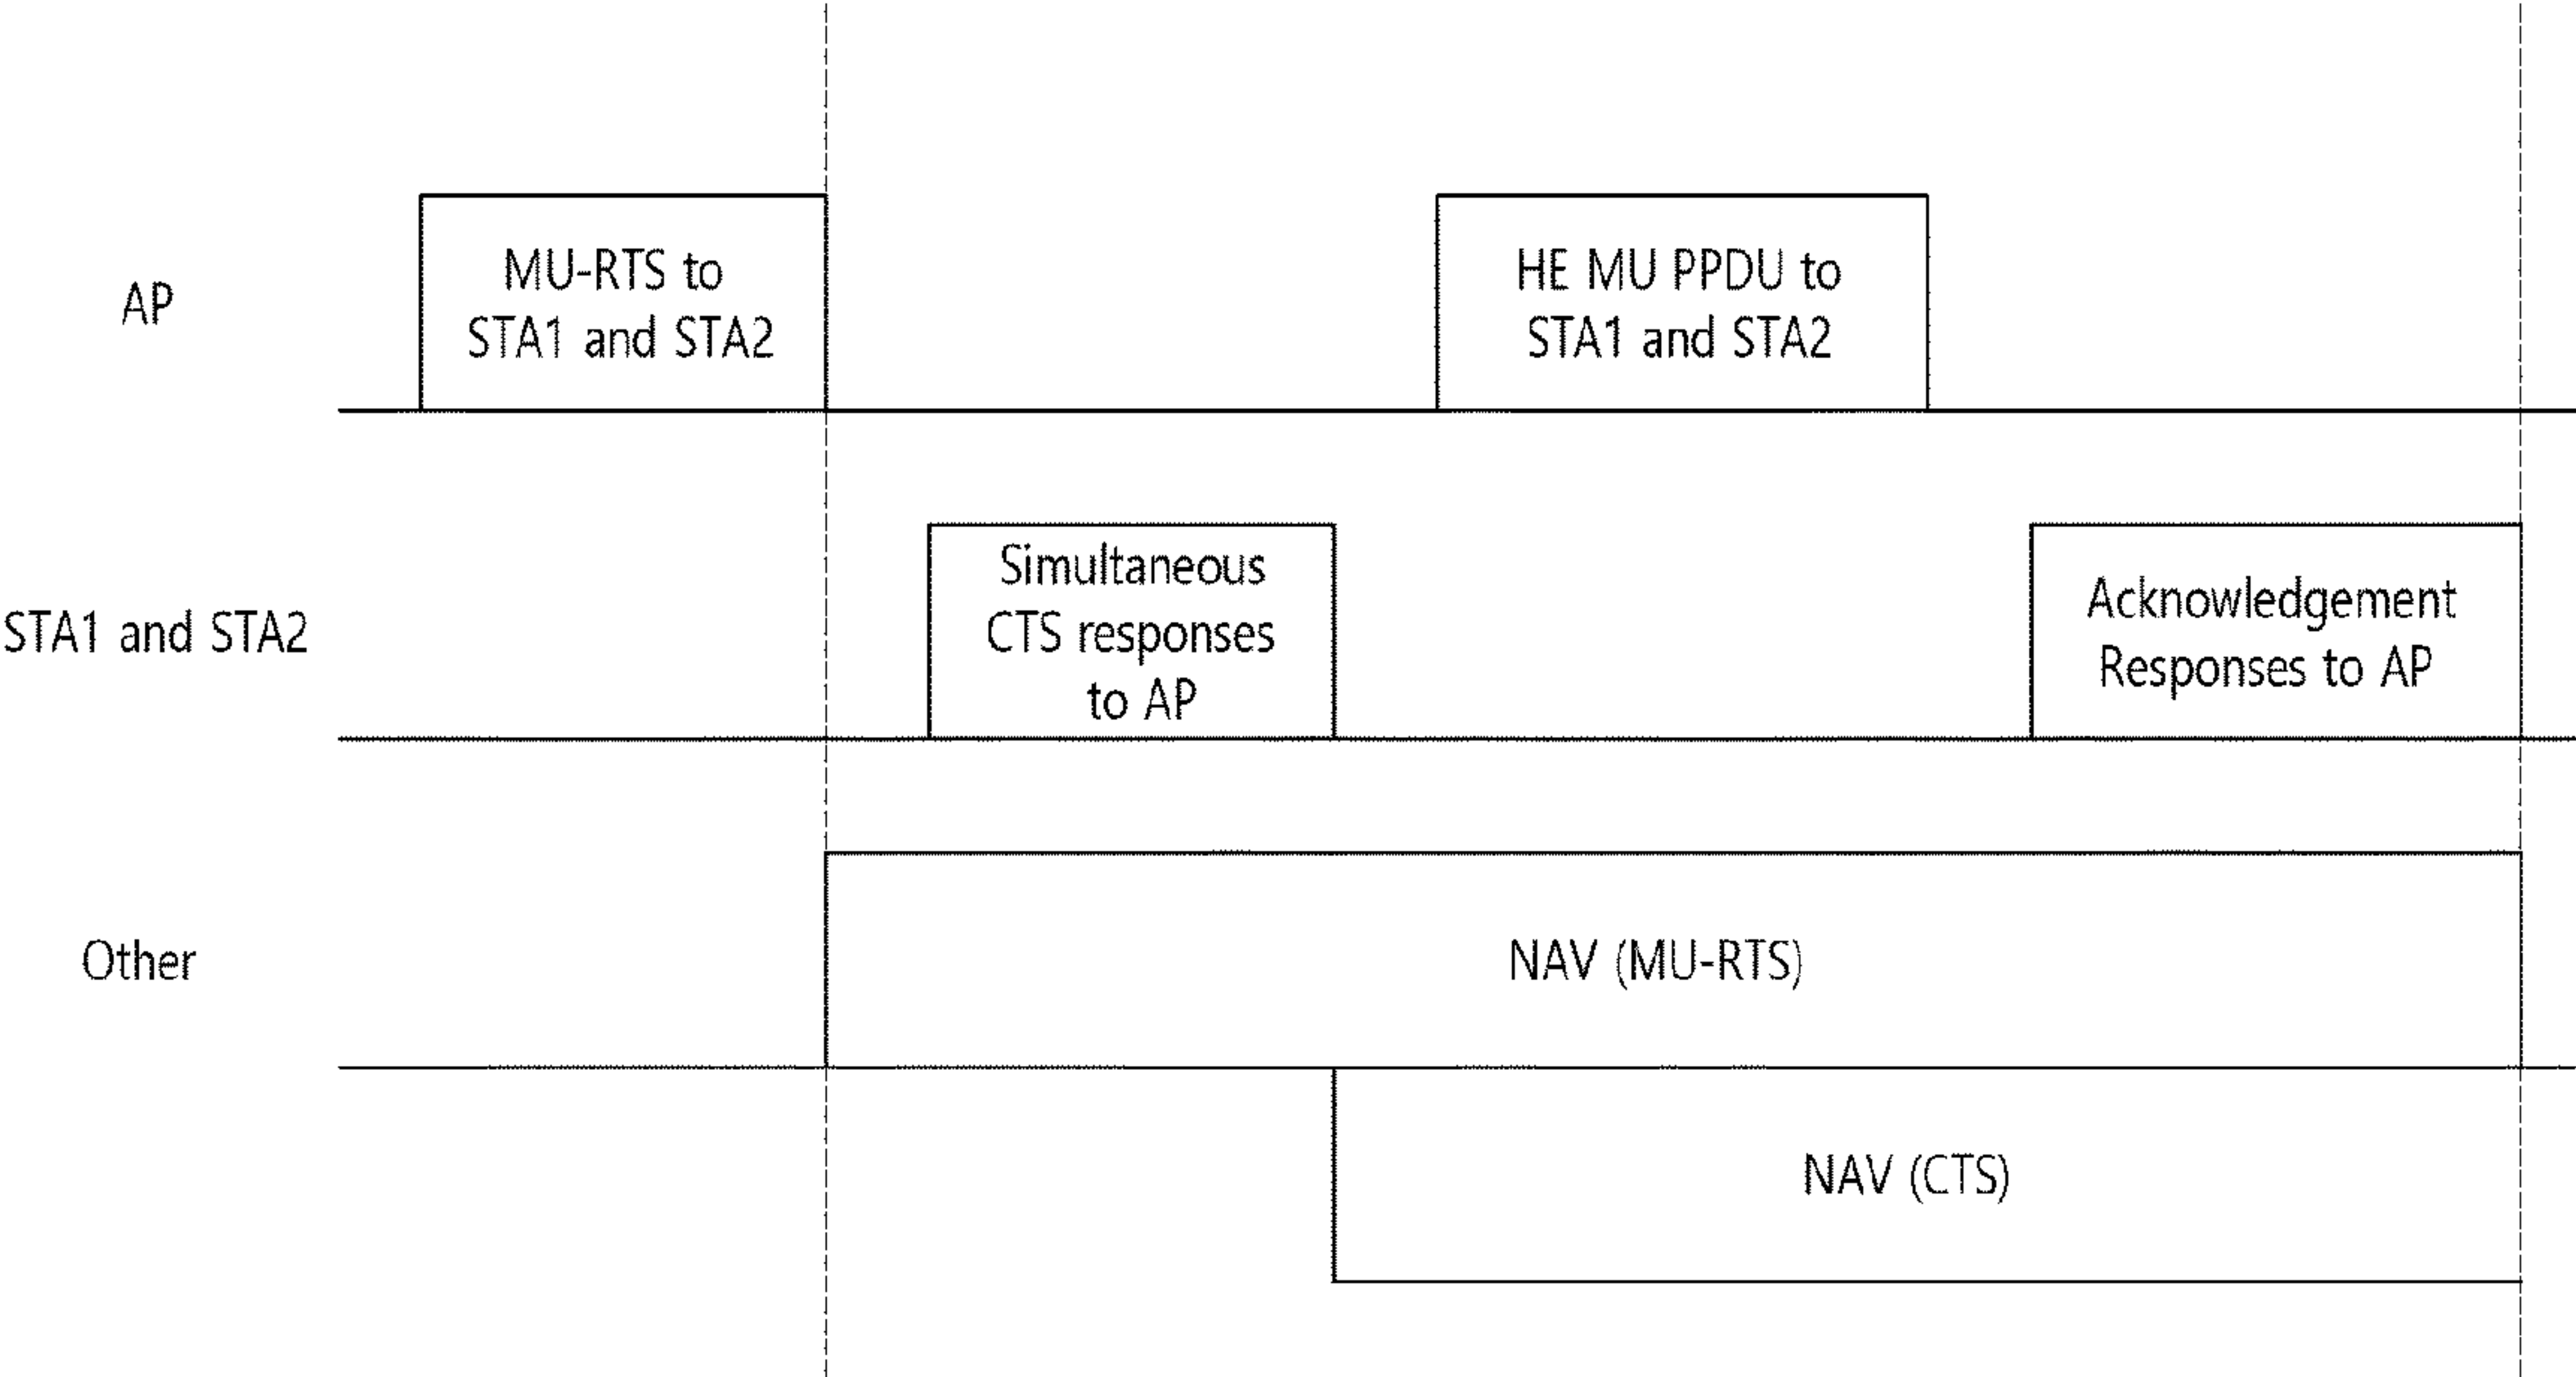 AP
MU-RTS to
STA1 and STA2
HE MU PPDU to
STA1 and STA2
STA1 and STA2
Simultaneous
CTS responses
to AP
Acknowledgement
Responses to AP
Other
NAV (MU-RTS)
NAV (CTS)